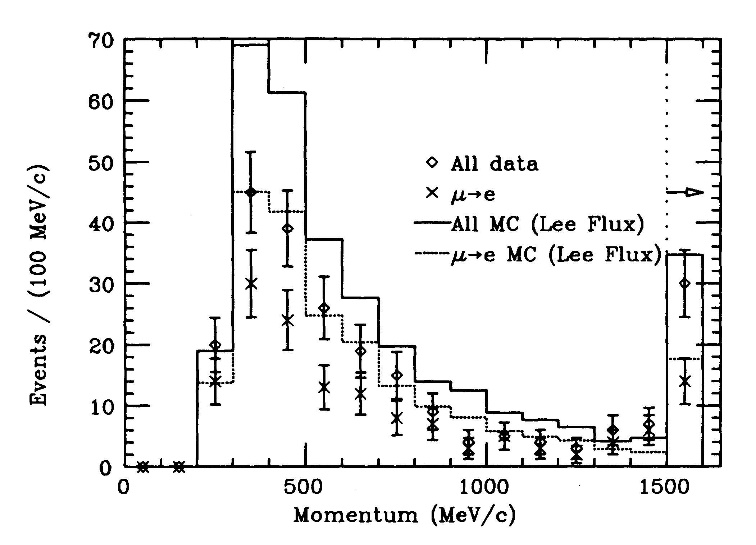 70
60
50
40
30
20
10
0
Events / (100 MeV/c)
All data
μ→e
All MC (Lee Flux)
μ→e MC (Lee Flux)
0 500 1000 1500
Momentum (MeV/c)